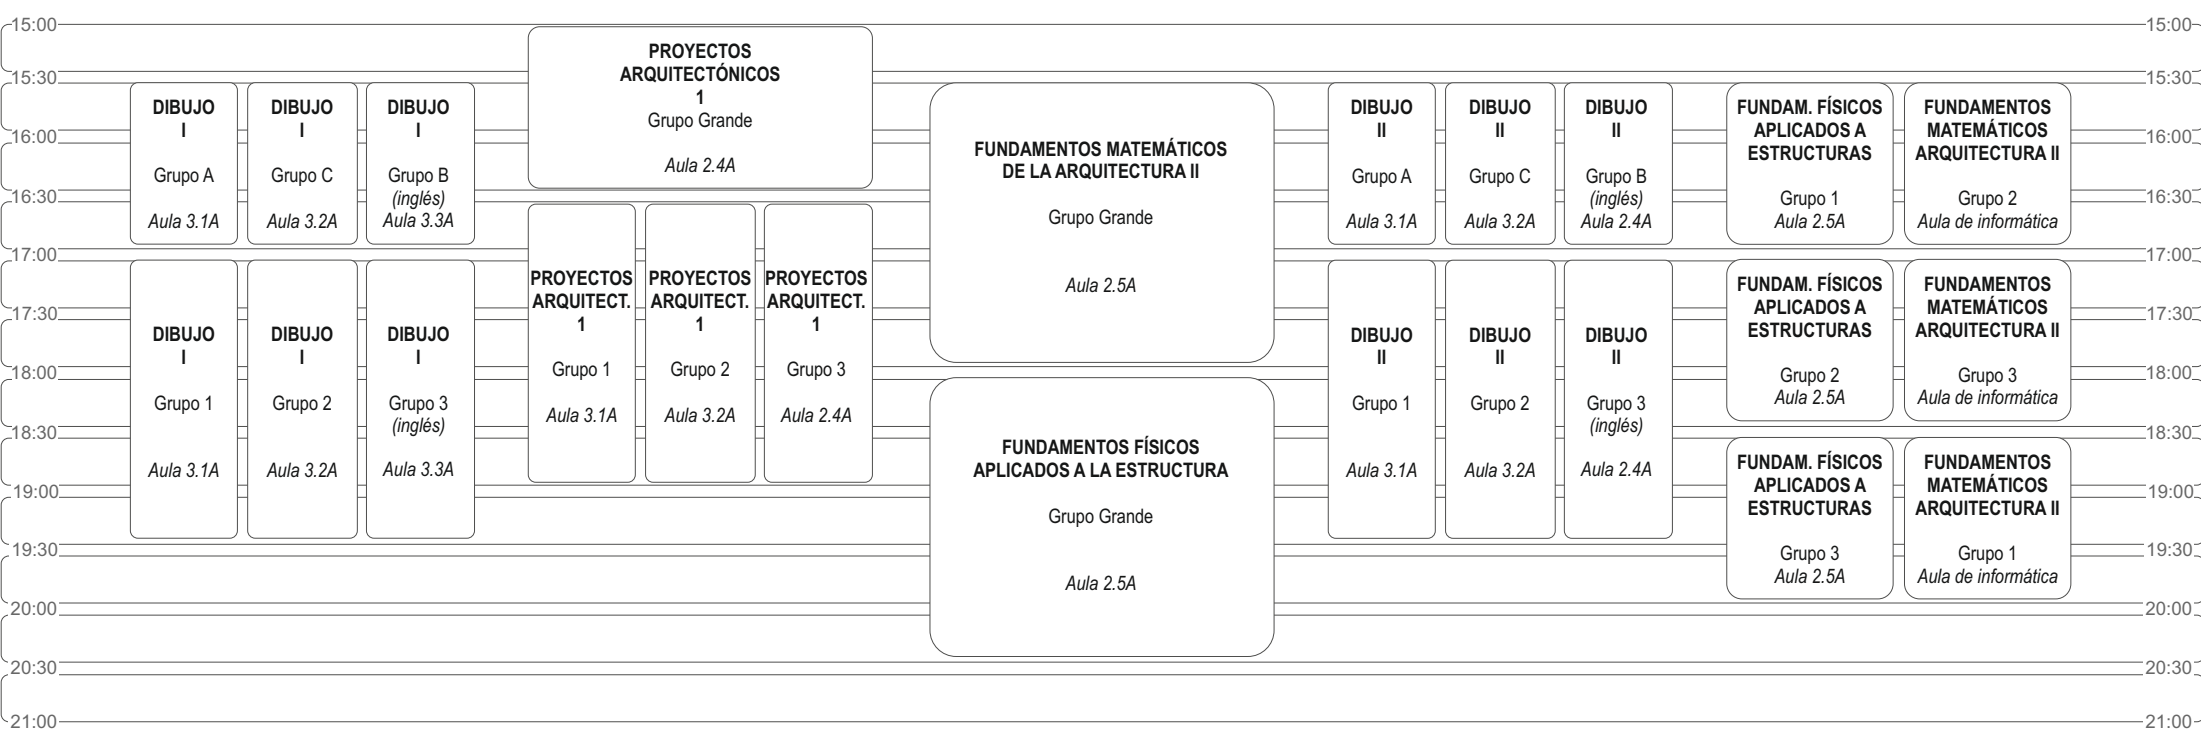 15:00
15:30
16:00
16:30
17:00
17:30
18:00
18:30
19:00
19:30
20:00
20:30
21:00
DIBUJO
I
Grupo A
Aula 3.1A
DIBUJO
I
Grupo C
Aula 3.2A
DIBUJO
I
Grupo B
(inglés)
Aula 3.3A
DIBUJO
I
Grupo 1
Aula 3.1A
DIBUJO
I
Grupo 2
Aula 3.2A
DIBUJO
I
Grupo 3
(inglés)
Aula 3.3A
PROYECTOS
ARQUITECTÓNICOS
1
Grupo Grande
Aula 2.4A
PROYECTOS
ARQUITECT.
1
Grupo 1
Aula 3.1A
PROYECTOS
ARQUITECT.
1
Grupo 2
Aula 3.2A
PROYECTOS
ARQUITECT.
1
Grupo 3
Aula 2.4A
FUNDAMENTOS MATEMÁTICOS
DE LA ARQUITECTURA II
Grupo Grande
Aula 2.5A
FUNDAMENTOS FÍSICOS
APLICADOS A LA ESTRUCTURA
Grupo Grande
Aula 2.5A
DIBUJO
II
Grupo A
Aula 3.1A
DIBUJO
II
Grupo C
Aula 3.2A
DIBUJO
II
Grupo B
(inglés)
Aula 2.4A
DIBUJO
II
Grupo 1
Aula 3.1A
DIBUJO
II
Grupo 2
Aula 3.2A
DIBUJO
II
Grupo 3
(inglés)
Aula 2.4A
FUNDAM. FÍSICOS
APLICADOS A
ESTRUCTURAS
Grupo 1
Aula 2.5A
FUNDAMENTOS
MATEMÁTICOS
ARQUITECTURA II
Grupo 2
Aula de informática
FUNDAM. FÍSICOS
APLICADOS A
ESTRUCTURAS
Grupo 2
Aula 2.5A
FUNDAMENTOS
MATEMÁTICOS
ARQUITECTURA II
Grupo 3
Aula de informática
FUNDAM. FÍSICOS
APLICADOS A
ESTRUCTURAS
Grupo 3
Aula 2.5A
FUNDAMENTOS
MATEMÁTICOS
ARQUITECTURA II
Grupo 1
Aula de informática
15:00
15:30
16:00
16:30
17:00
17:30
18:00
18:30
19:00
19:30
20:00
20:30
21:00